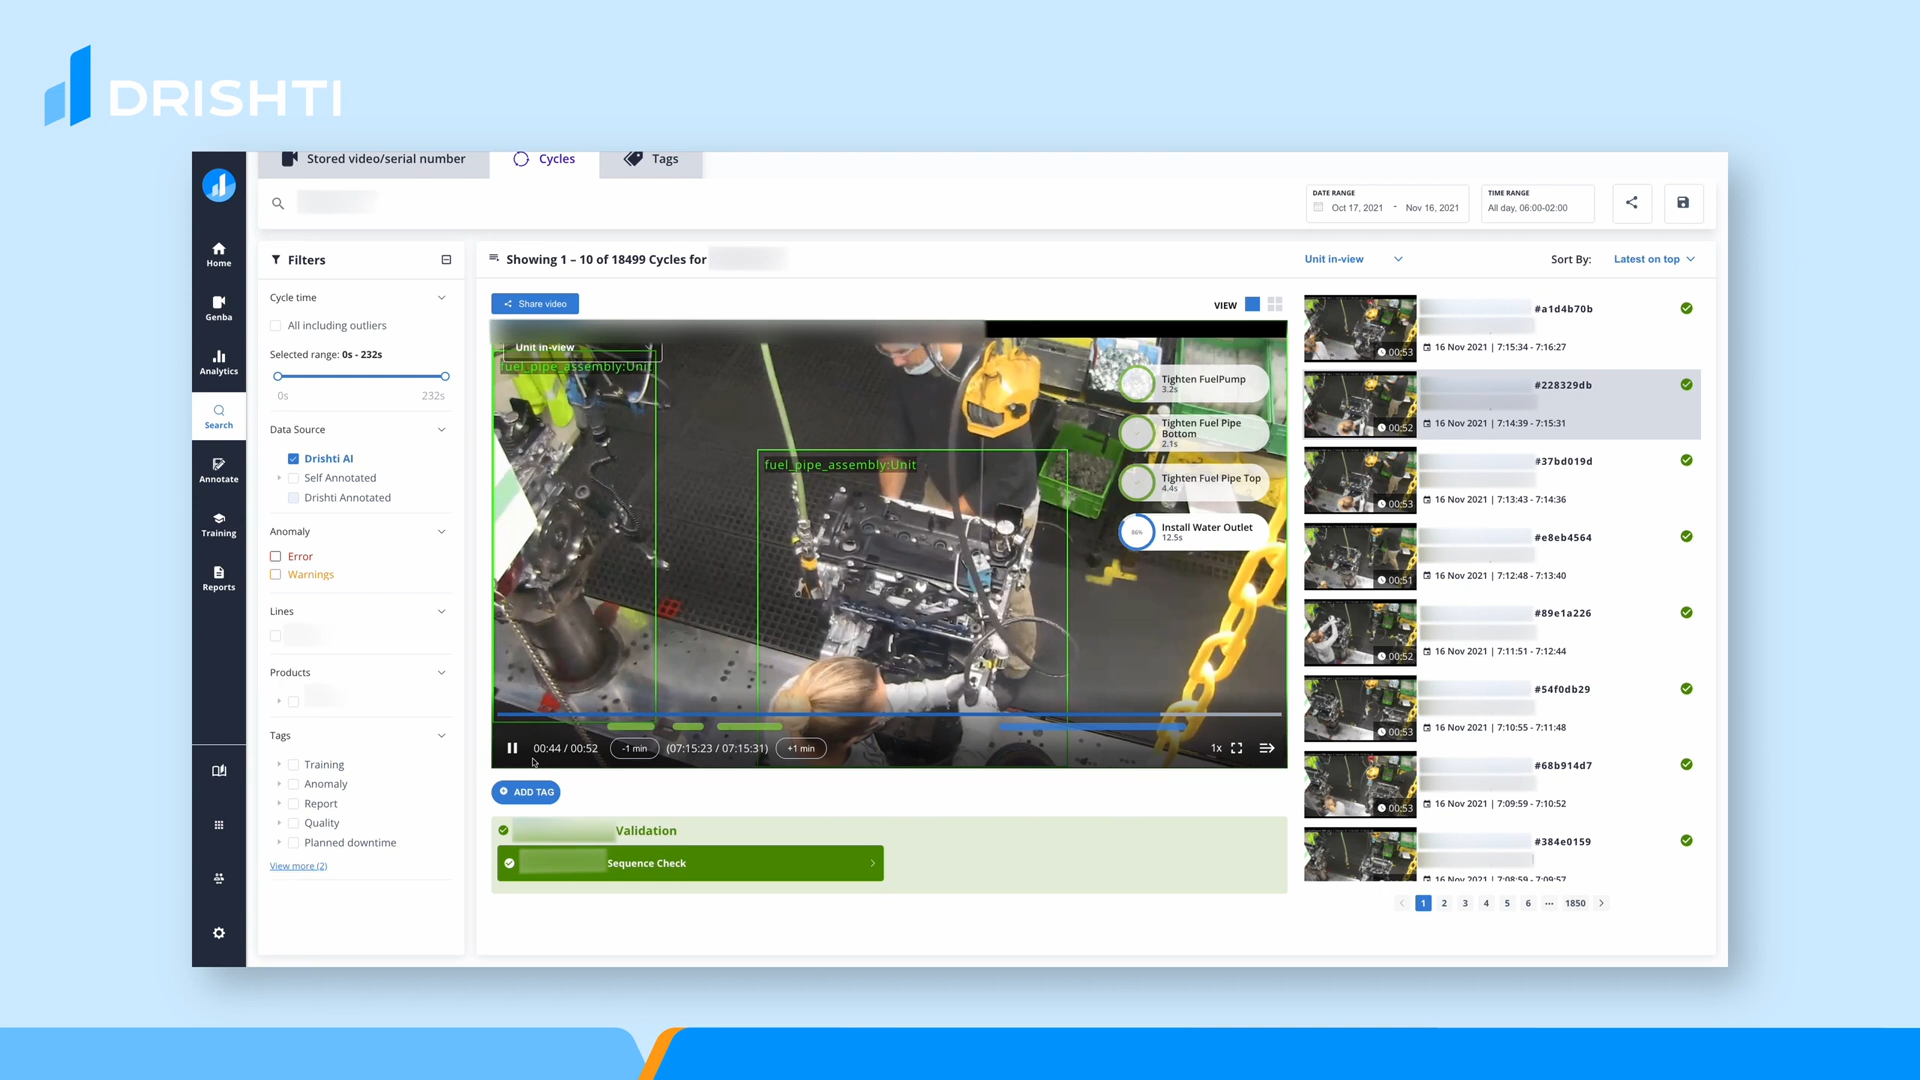 DRISHTI
Stored video/serial number
Cycles
Tags
DATE RANGE
Oct 17, 2021 - Nov 16, 2021
TIME RANGE
All day, 06:00-02:00
Home
Genba
Analytics
Search
Annotate
Training
Reports
Filters
Cycle time
All including outliers
Selected range: 0s - 232s
0s
232s
Data Source
Drishti AI
Self Annotated
Drishti Annotated
Anomaly
Error
Warnings
Lines
Products
Tags
Training
Anomaly
Report
Quality
Planned downtime
View more (2)
Showing 1 – 10 of 18499 Cycles for
Unit in-view
Sort By:
Latest on top
Share video
VIEW
Unit in-view
fuel_pipe_assembly:Unit
fuel_pipe_assembly:Unit
Tighten FuelPump
3.2s
Tighten Fuel Pipe
Bottom
2.1s
Tighten Fuel Pipe Top
4.4s
86%
Install Water Outlet
12.5s
00:44 / 00:52
-1 min
(07:15:23 / 07:15:31)
+1 min
1x
ADD TAG
Validation
Sequence Check
00:53
#a1d4b70b
16 Nov 2021 | 7:15:34 - 7:16:27
00:52
#228329db
16 Nov 2021 | 7:14:39 - 7:15:31
00:53
#37bd019d
16 Nov 2021 | 7:13:43 - 7:14:36
00:51
#e8eb4564
16 Nov 2021 | 7:12:48 - 7:13:40
00:52
#89e1a226
16 Nov 2021 | 7:11:51 - 7:12:44
00:53
#54f0db29
16 Nov 2021 | 7:10:55 - 7:11:48
00:53
#68b914d7
16 Nov 2021 | 7:09:59 - 7:10:52
#384e0159
16 Nov 2021 | 7:08:59 - 7:09:57
1
2
3
4
5
6
···
1850